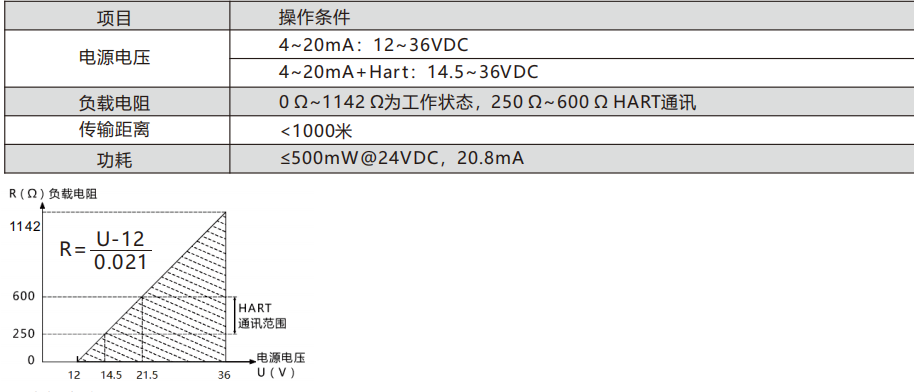 项目 操作条件
电源电压
4~20mA：12~36VDC
4~20mA+Hart：14.5~36VDC
负载电阻 0 Ω~1142 Ω为工作状态，250 Ω~600 Ω HART通讯
传输距离 <1000米
功耗 ≤500mW@24VDC，20.8mA
R（Ω）负载电阻
1142
R= U-12
0.021
600
HART
通讯范围
250
0
电源电压
U（V）
12 14.5 21.5 36